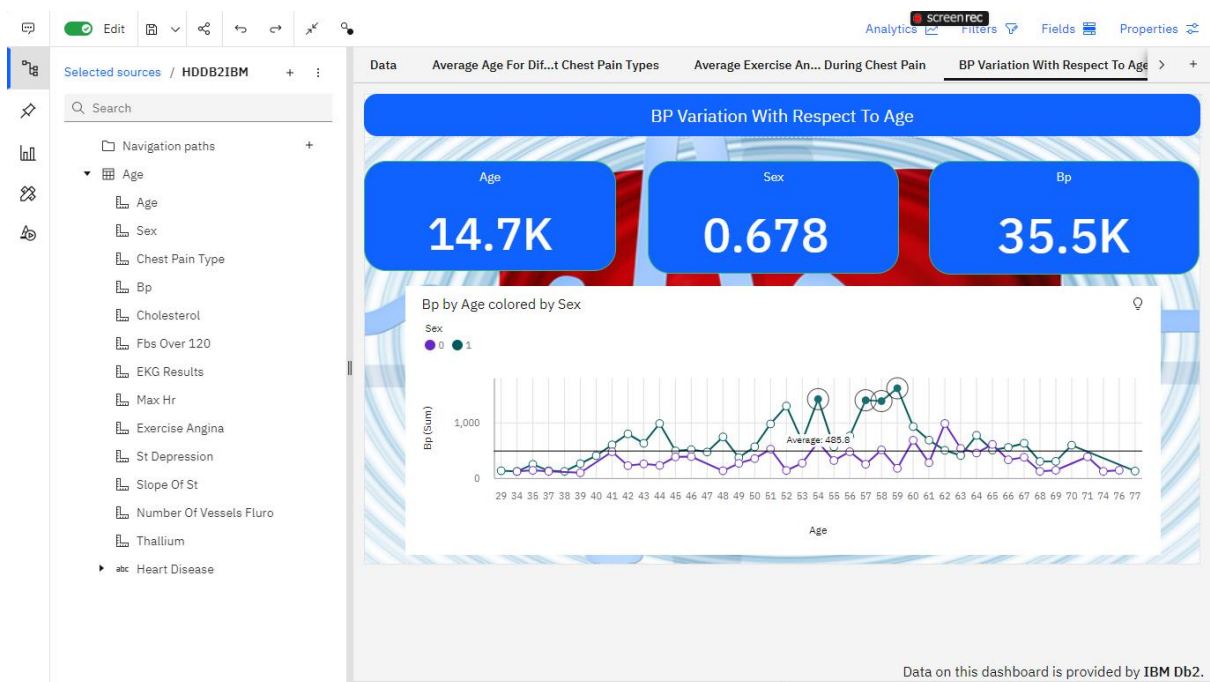 Edit
Analytics
screenrec
Filters
Fields
Properties
Selected sources / HDDB2IBM
Search
Navigation paths
Age
Age
Sex
Chest Pain Type
Bp
Cholesterol
Fbs Over 120
EKG Results
Max Hr
Exercise Angina
St Depression
Slope Of St
Number Of Vessels Fluro
Thallium
abc Heart Disease
Data
Average Age For Dif...t Chest Pain Types
Average Exercise An... During Chest Pain
BP Variation With Respect To Age
BP Variation With Respect To Age
Age
14.7K
Sex
0.678
Bp
35.5K
Bp by Age colored by Sex
Sex
0 1
Bp (Sum)
1,000
0
Average: 485.8
29 34 35 37 38 39 40 41 42 43 44 45 46 47 48 49 50 51 52 53 54 55 56 57 58 59 60 61 62 63 64 65 66 67 68 69 70 71 74 76 77
Age
Data on this dashboard is provided by IBM Db2.